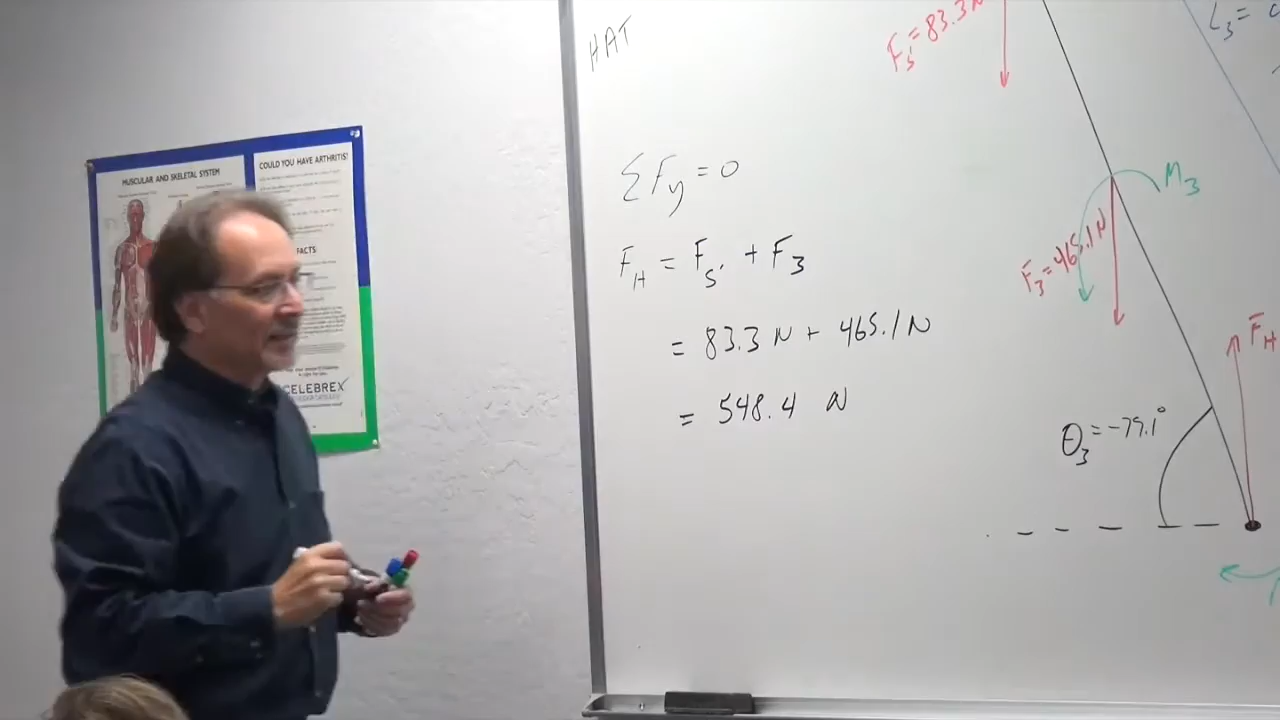 HAT
ΣFy = 0
F_H = F_S' + F_3
= 83.3 N + 465.1 N
= 548.4 N
F_S' = 83.3 N
L_3 =
M_3
F_3 = 465.1 N
F_H
θ_3 = -79.1°
MUSCULAR AND SKELETAL SYSTEM
COULD YOU HAVE ARTHRITIS?
FACTS
CELEBREX